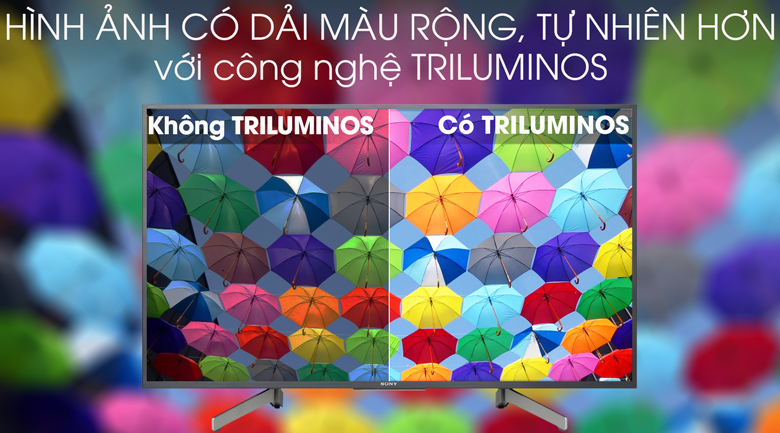 HÌNH ẢNH CÓ DẢI MÀU RỘNG, TỰ NHIÊN HƠN
với công nghệ TRILUMINOS
Không TRILUMINOS
Có TRILUMINOS
SONY